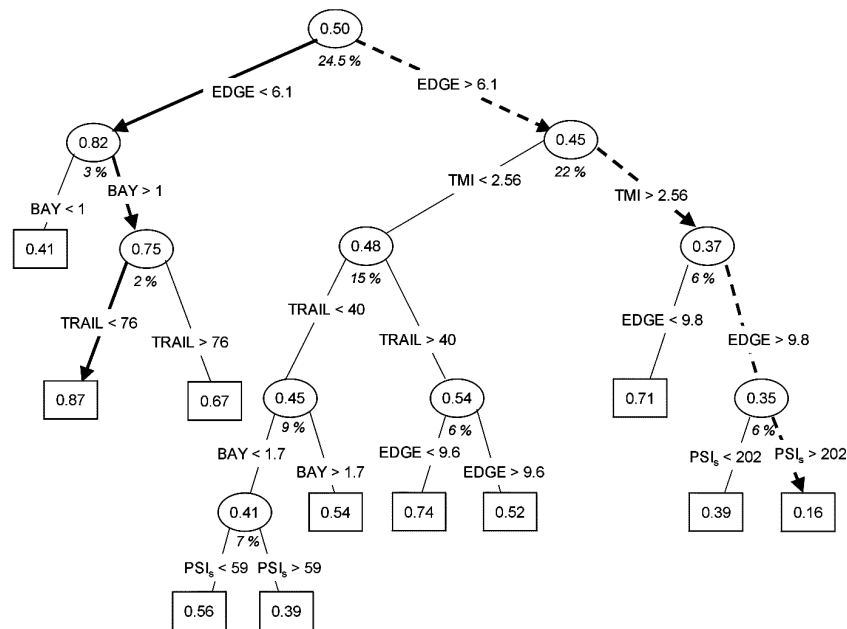 0.50
24.5 %
EDGE < 6.1
EDGE > 6.1
0.82
3 %
0.45
22 %
BAY < 1
BAY > 1
TMI < 2.56
TMI > 2.56
0.41
0.75
2 %
0.48
15 %
0.37
6 %
TRAIL < 76
TRAIL > 76
TRAIL < 40
TRAIL > 40
EDGE < 9.8
EDGE > 9.8
0.87
0.67
0.45
9 %
0.54
6 %
0.71
0.35
6 %
BAY < 1.7
BAY > 1.7
EDGE < 9.6
EDGE > 9.6
PSIs < 202
PSIs > 202
0.41
7 %
0.54
0.74
0.52
0.39
0.16
PSIs < 59
PSIs > 59
0.56
0.39